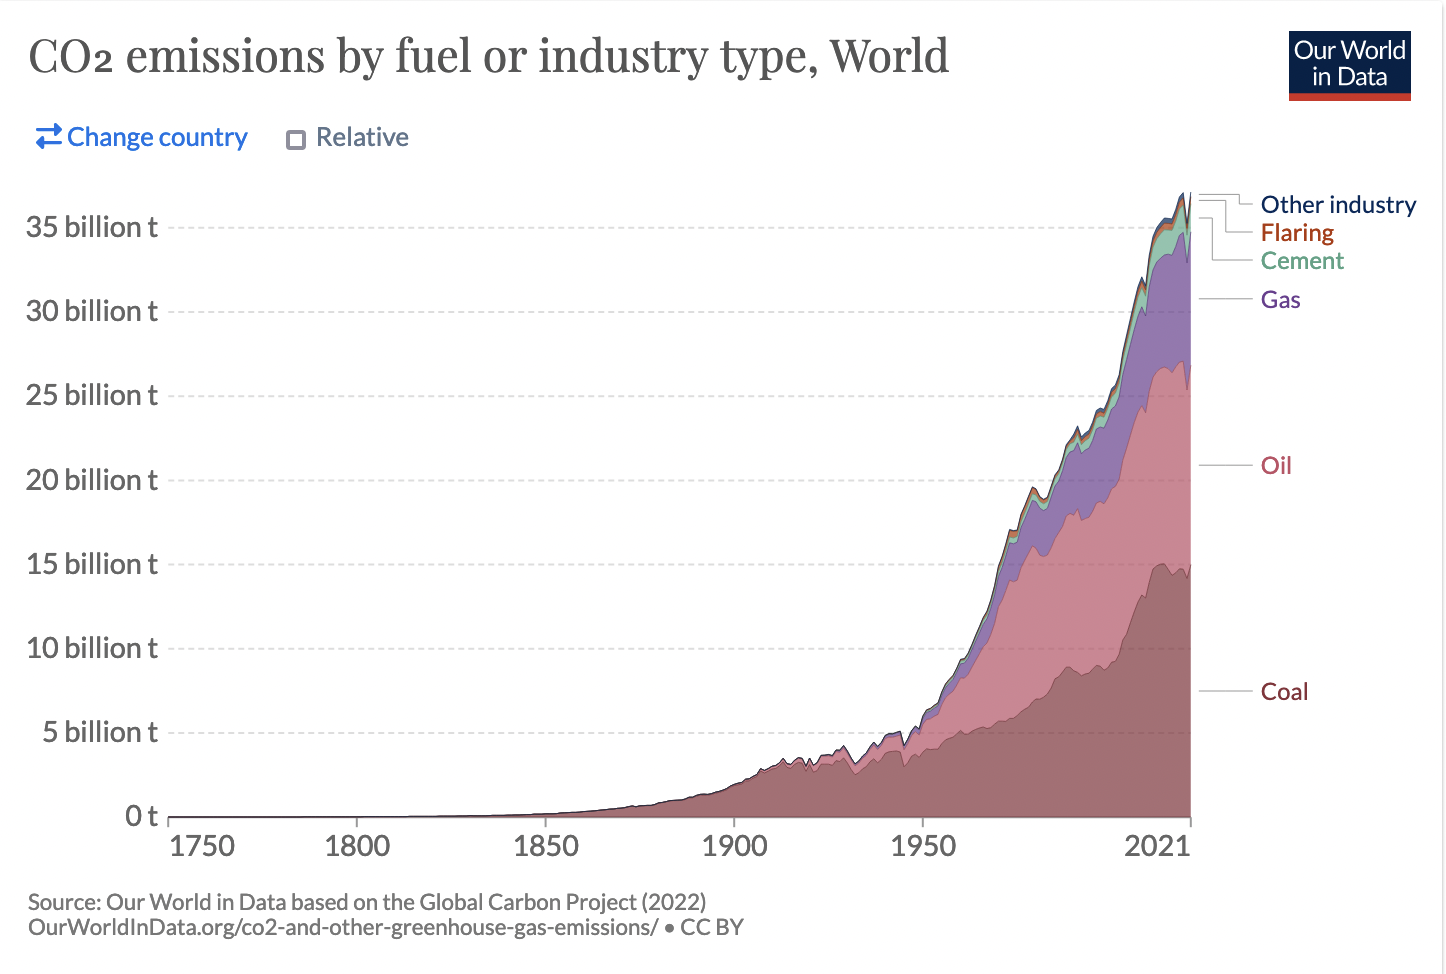 CO2 emissions by fuel or industry type, World
Our World
in Data
Change country
Relative
35 billion t
30 billion t
25 billion t
20 billion t
15 billion t
10 billion t
5 billion t
0 t
Other industry
Flaring
Cement
Gas
Oil
Coal
1750 1800 1850 1900 1950 2021
Source: Our World in Data based on the Global Carbon Project (2022)
OurWorldInData.org/co2-and-other-greenhouse-gas-emissions/ • CC BY